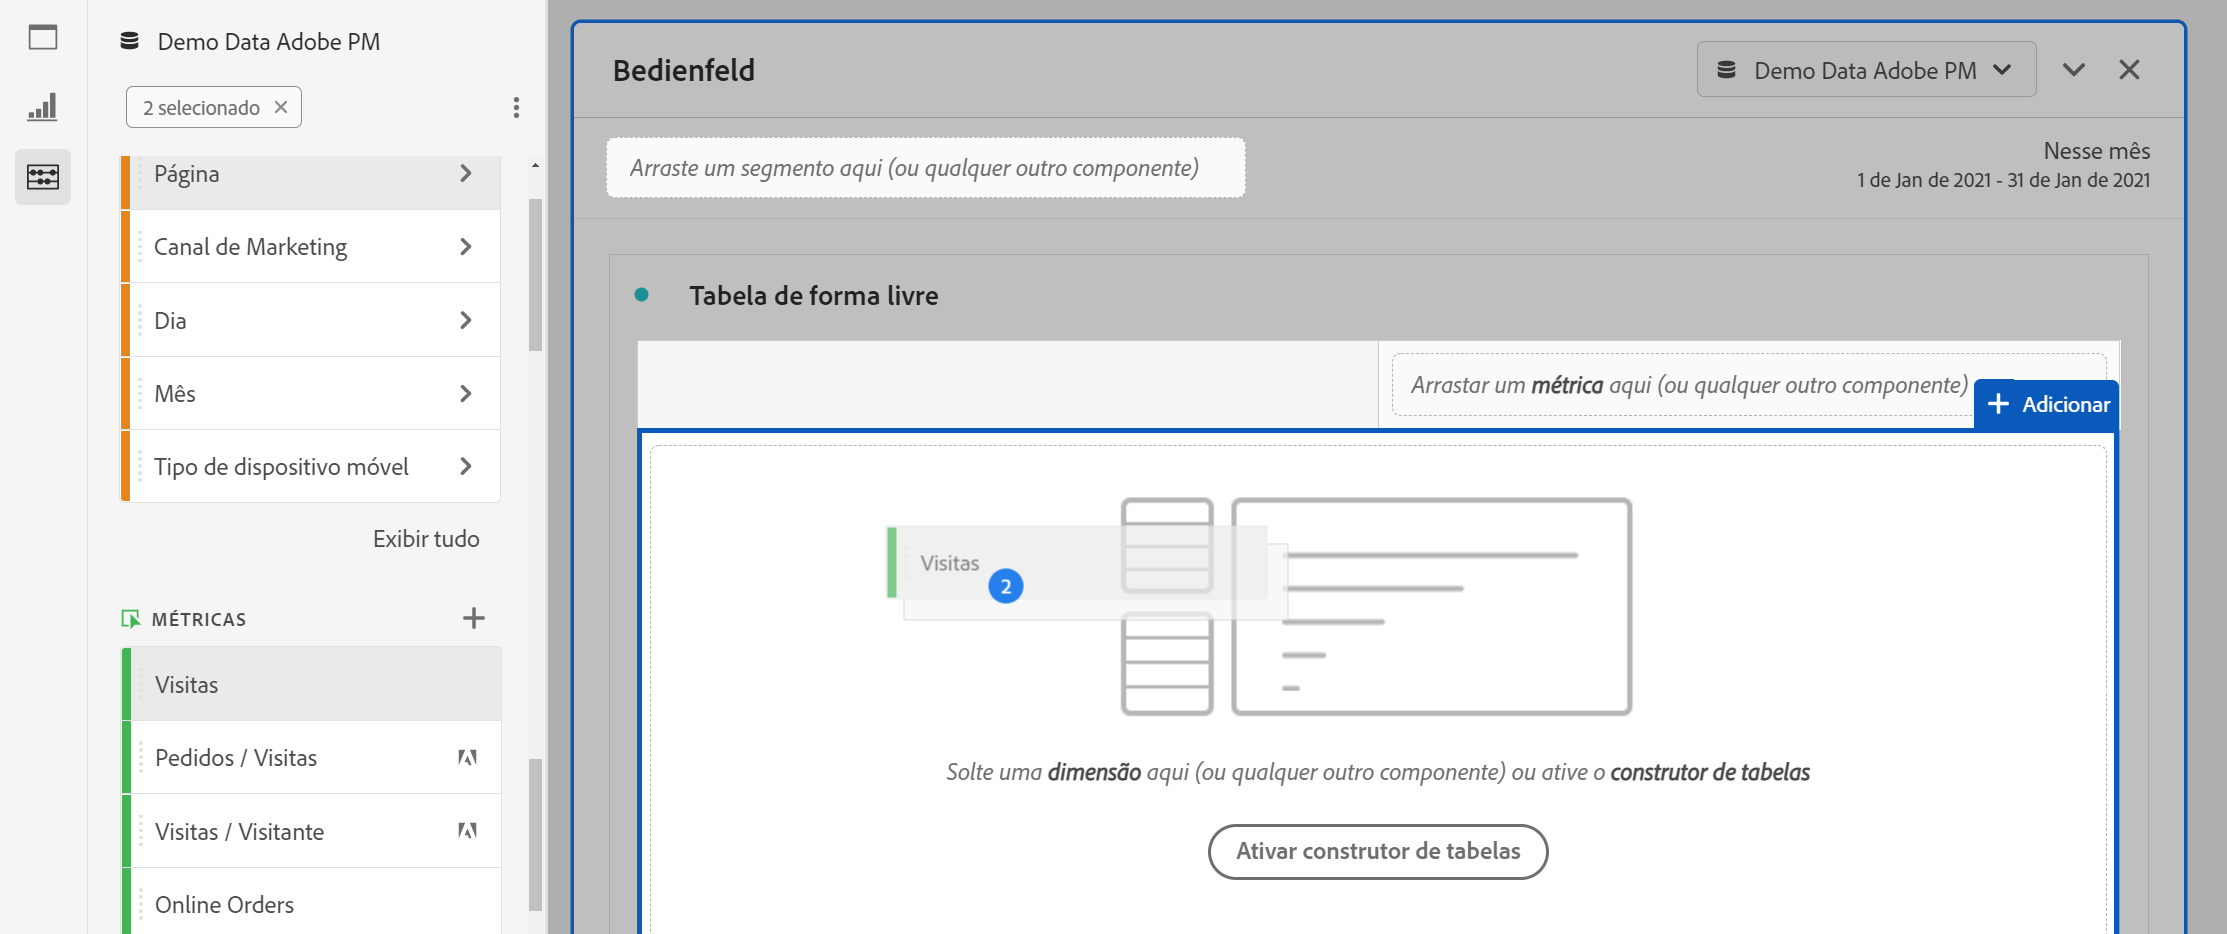 Demo Data Adobe PM
2 selecionado
Página
Canal de Marketing
Dia
Mês
Tipo de dispositivo móvel
Exibir tudo
MÉTRICAS
Visitas
Pedidos / Visitas
Visitas / Visitante
Online Orders
Bedienfeld
Demo Data Adobe PM
Arraste um segmento aqui (ou qualquer outro componente)
Nesse mês
1 de Jan de 2021 - 31 de Jan de 2021
Tabela de forma livre
Arrastar um métrica aqui (ou qualquer outro componente)
Adicionar
Visitas
2
Solte uma dimensão aqui (ou qualquer outro componente) ou ative o construtor de tabelas
Ativar construtor de tabelas